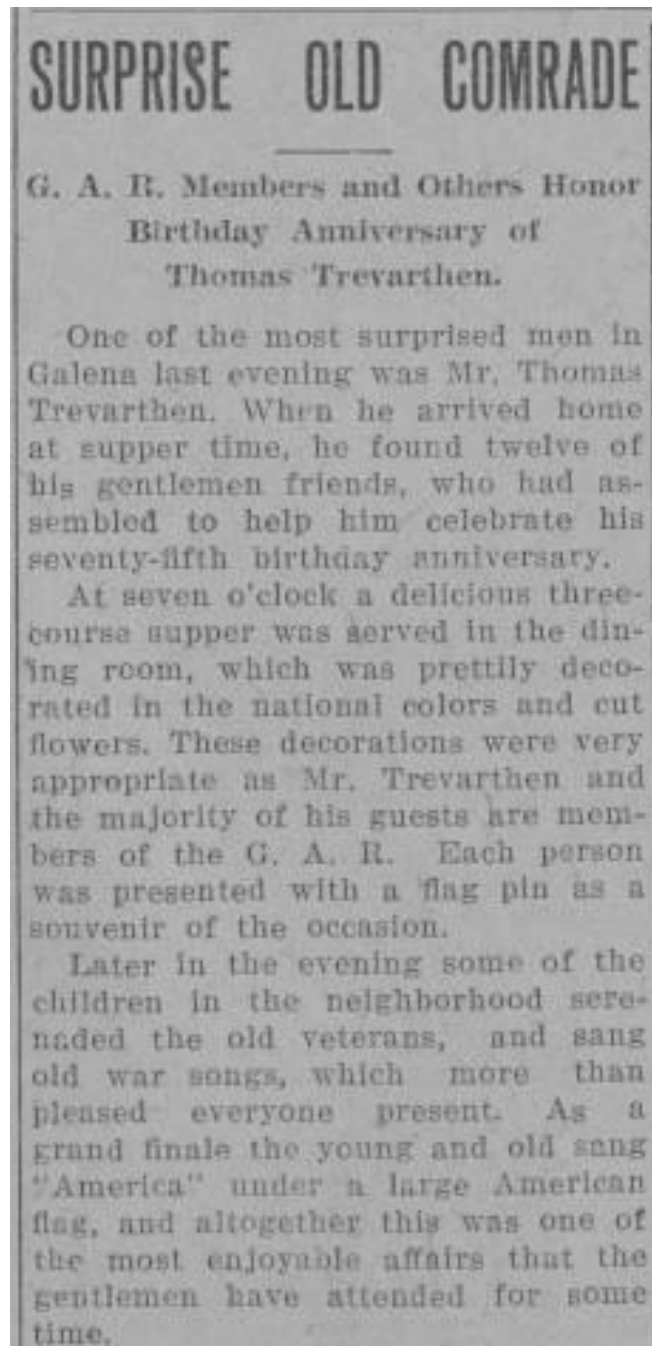 SURPRISE OLD COMRADE
G. A. R. Members and Others Honor
Birthday Anniversary of
Thomas Trevarthen.
One of the most surprised men in
Galena last evening was Mr. Thomas
Trevarthen. When he arrived home
at supper time, he found twelve of
his gentlemen friends, who had as-
sembled to help him celebrate his
seventy-fifth birthday anniversary.
At seven o'clock a delicious three-
course supper was served in the din-
ing room, which was prettily deco-
rated in the national colors and cut
flowers. These decorations were very
appropriate as Mr. Trevarthen and
the majority of his guests are mem-
bers of the G. A. R. Each person
was presented with a flag pin as a
souvenir of the occasion.
Later in the evening some of the
children in the neighborhood sere-
naded the old veterans, and sang
old war songs, which more than
pleased everyone present. As a
grand finale the young and old sang
"America" under a large American
flag, and altogether this was one of
the most enjoyable affairs that the
gentlemen have attended for some
time.